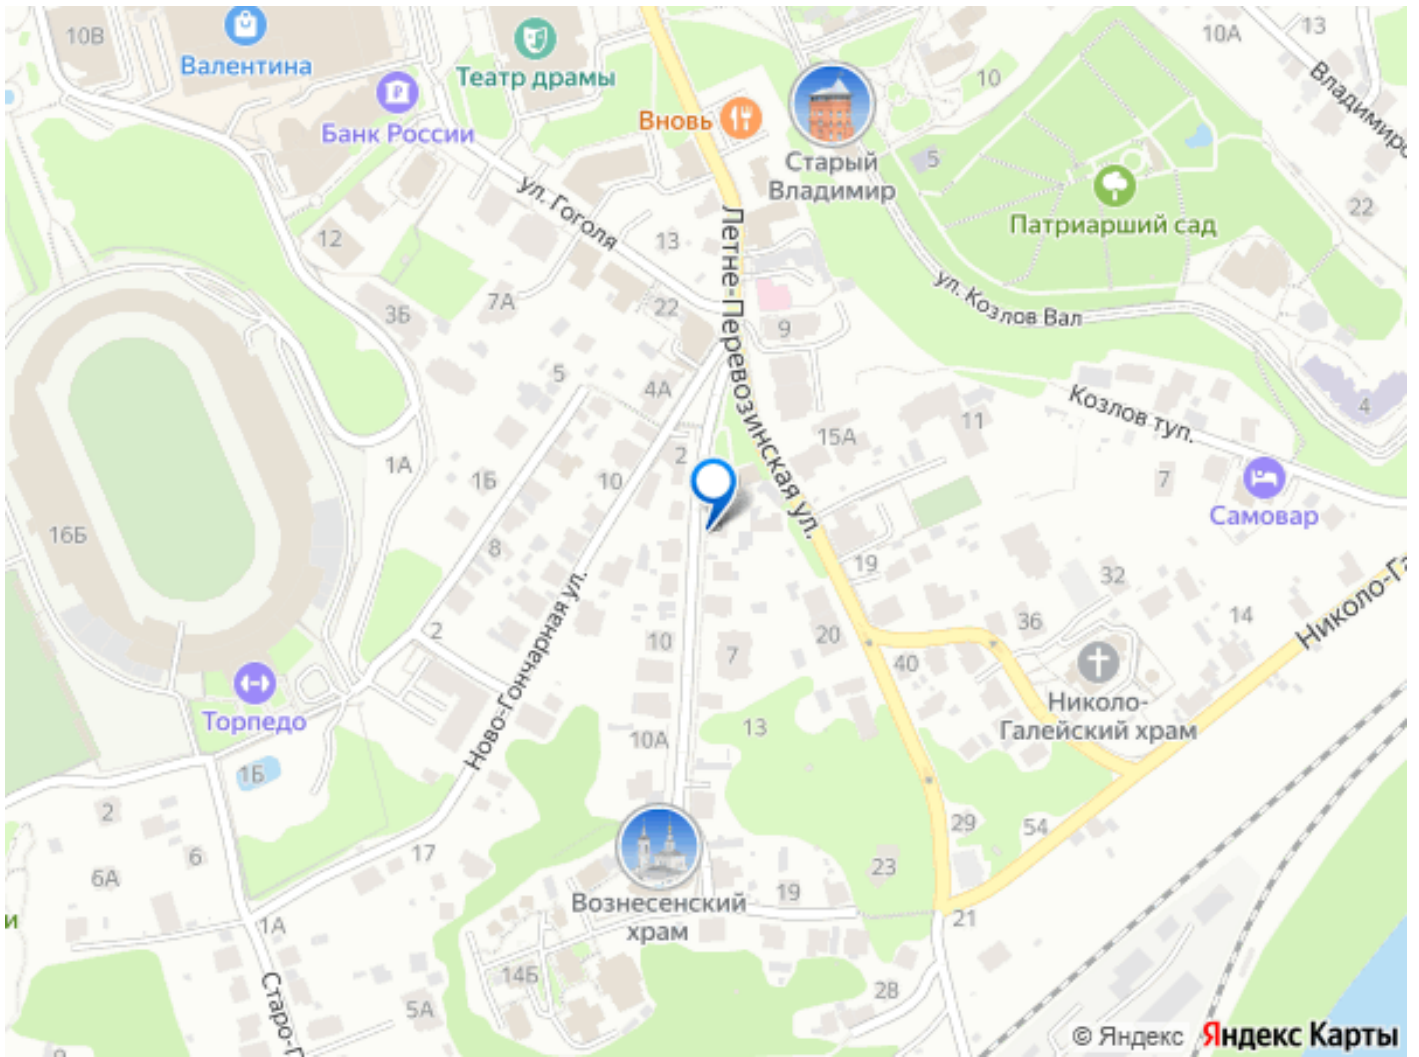 10В
Валентина
Театр драмы
Банк России
Вновь
10А
13
Владимирс
10
5
Старый
Владимир
Патриарший сад
22
ул. Гоголя
12
13
Летне-Перевозинская ул.
ул. Козлов Вал
3Б
7А
22
9
5
4А
4
Козлов туп.
11
15А
1А
1Б
10
2
7
Самовар
16Б
8
19
32
Николо-Га
2
10
7
20
36
14
40
Николо-
Галейский храм
Торпедо
Ново-Гончарная ул.
10А
13
1Б
2
17
29
54
6
6А
23
19
Вознесенский
храм
и
1А
21
14Б
Старо-Г
5А
28
9
© Яндекс Яндекс Карты